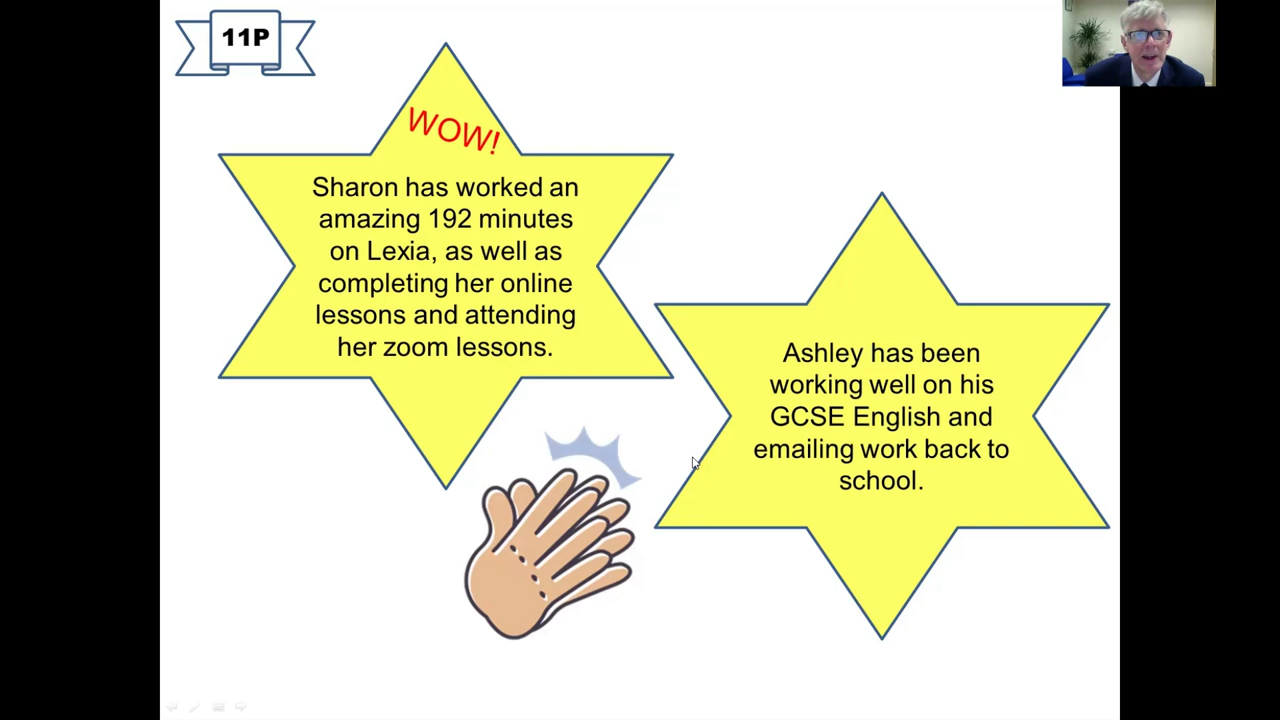 11P
WOW!
Sharon has worked an
amazing 192 minutes
on Lexia, as well as
completing her online
lessons and attending
her zoom lessons.
Ashley has been
working well on his
GCSE English and
emailing work back to
school.